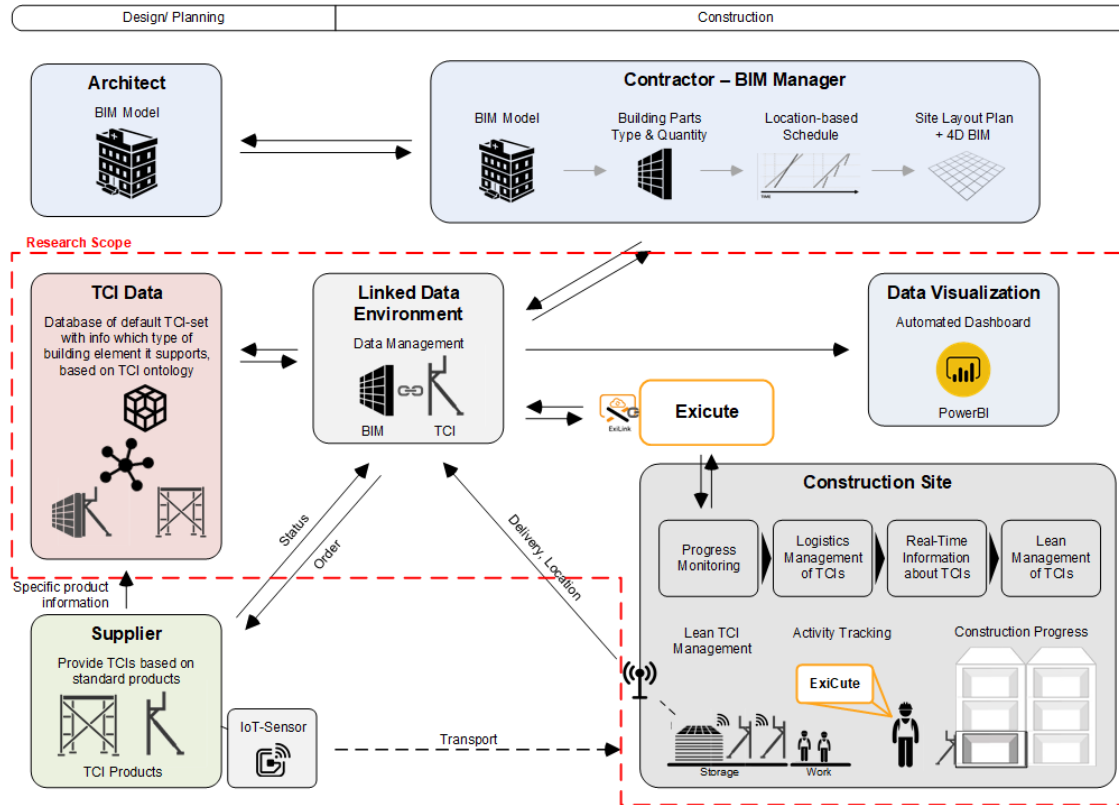 Design/ Planning
Construction
Architect
BIM Model
Contractor – BIM Manager
BIM Model
Building Parts
Type & Quantity
Location-based
Schedule
Site Layout Plan
+ 4D BIM
TIME
Research Scope
TCI Data
Database of default TCI-set
with info which type of
building element it supports,
based on TCI ontology
Linked Data
Environment
Data Management
BIM
TCI
Data Visualization
Automated Dashboard
PowerBI
ExiLink
Exicute
Construction Site
Progress
Monitoring
Logistics
Management
of TCIs
Real-Time
Information
about TCIs
Lean
Management
of TCIs
Lean TCI
Management
Activity Tracking
Construction Progress
ExiCute
Storage
Work
Status
Order
Delivery, Location
Specific product
information
Supplier
Provide TCIs based on
standard products
TCI Products
IoT-Sensor
Transport